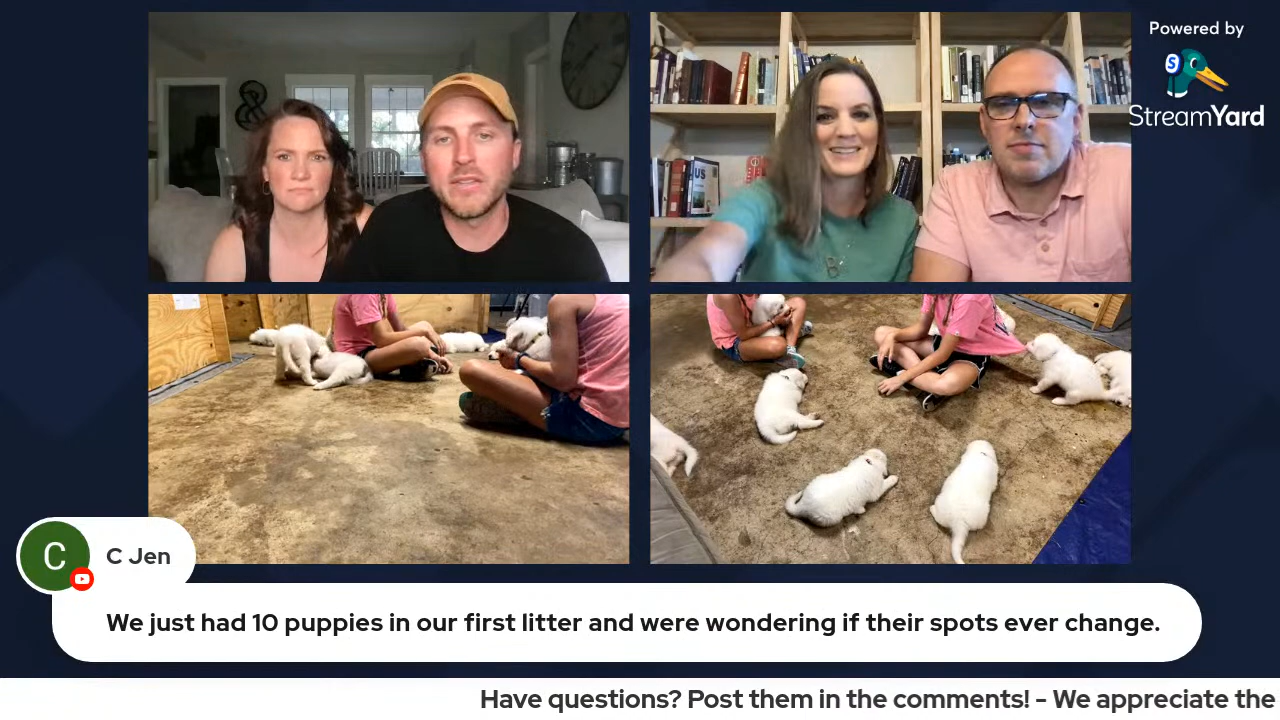 Powered by
StreamYard
US
C
C Jen
We just had 10 puppies in our first litter and were wondering if their spots ever change.
Have questions? Post them in the comments! - We appreciate the